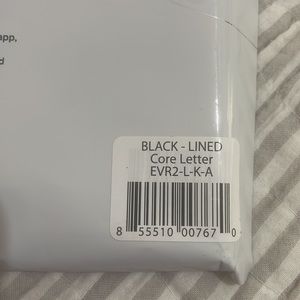 app,
d
BLACK - LINED
Core Letter
EVR2-L-K-A
8 55510 00767 0